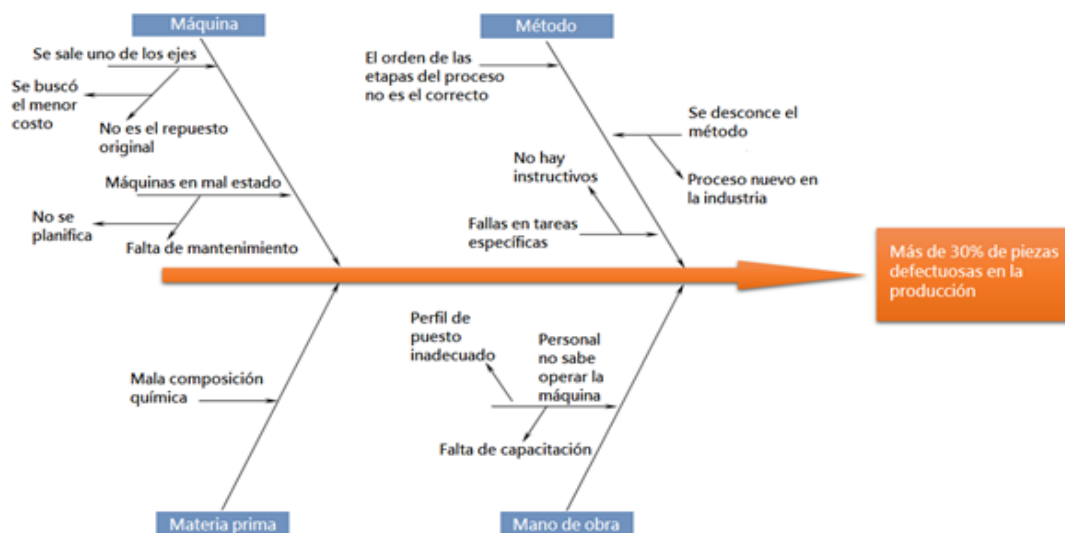 Máquina
Método
Se sale uno de los ejes
Se buscó
el menor
costo
No es el repuesto
original
Máquinas en mal estado
No se
planifica
Falta de mantenimiento
El orden de las
etapas del proceso
no es el correcto
Se desconce el
método
Proceso nuevo en
la industria
No hay
instructivos
Fallas en tareas
específicas
Más de 30% de piezas
defectuosas en la
producción
Mala composición
química
Perfil de
puesto
inadecuado
Personal
no sabe
operar la
máquina
Falta de capacitación
Materia prima
Mano de obra